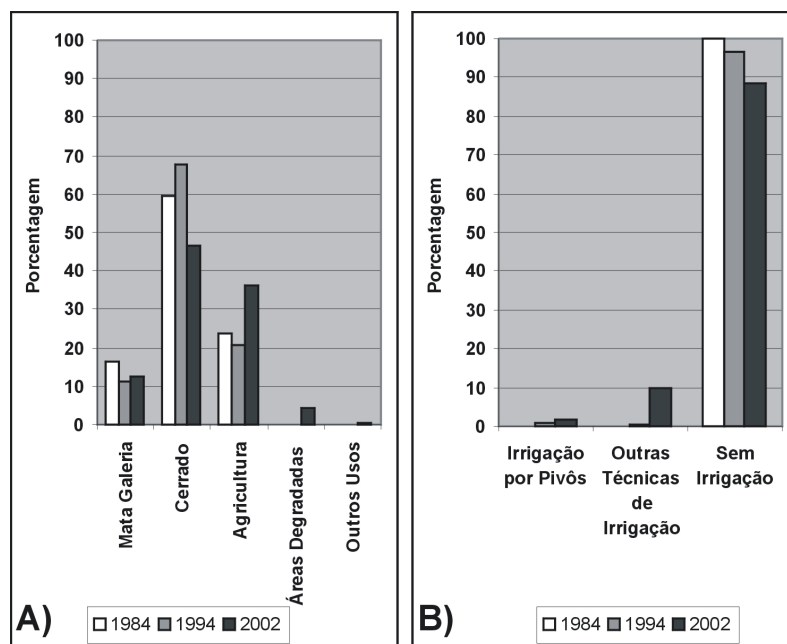 Porcentagem
100
90
80
70
60
50
40
30
20
10
0
Mata Galeria
Cerrado
Agricultura
Áreas Degradadas
Outros Usos
A)
1984 1994 2002
Porcentagem
100
90
80
70
60
50
40
30
20
10
0
Irrigação
por Pivôs
Outras
Técnicas
de
Irrigação
Sem
Irrigação
B)
1984 1994 2002